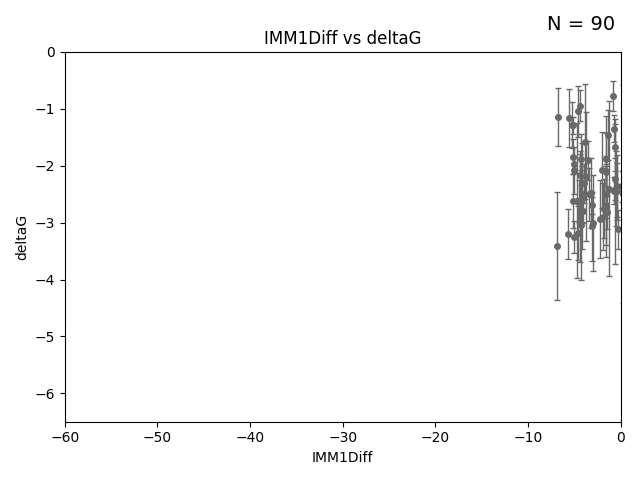 N = 90
IMM1Diff vs deltaG
0
−1
−2
−3
−4
−5
−6
deltaG
−60 −50 −40 −30 −20 −10 0
IMM1Diff